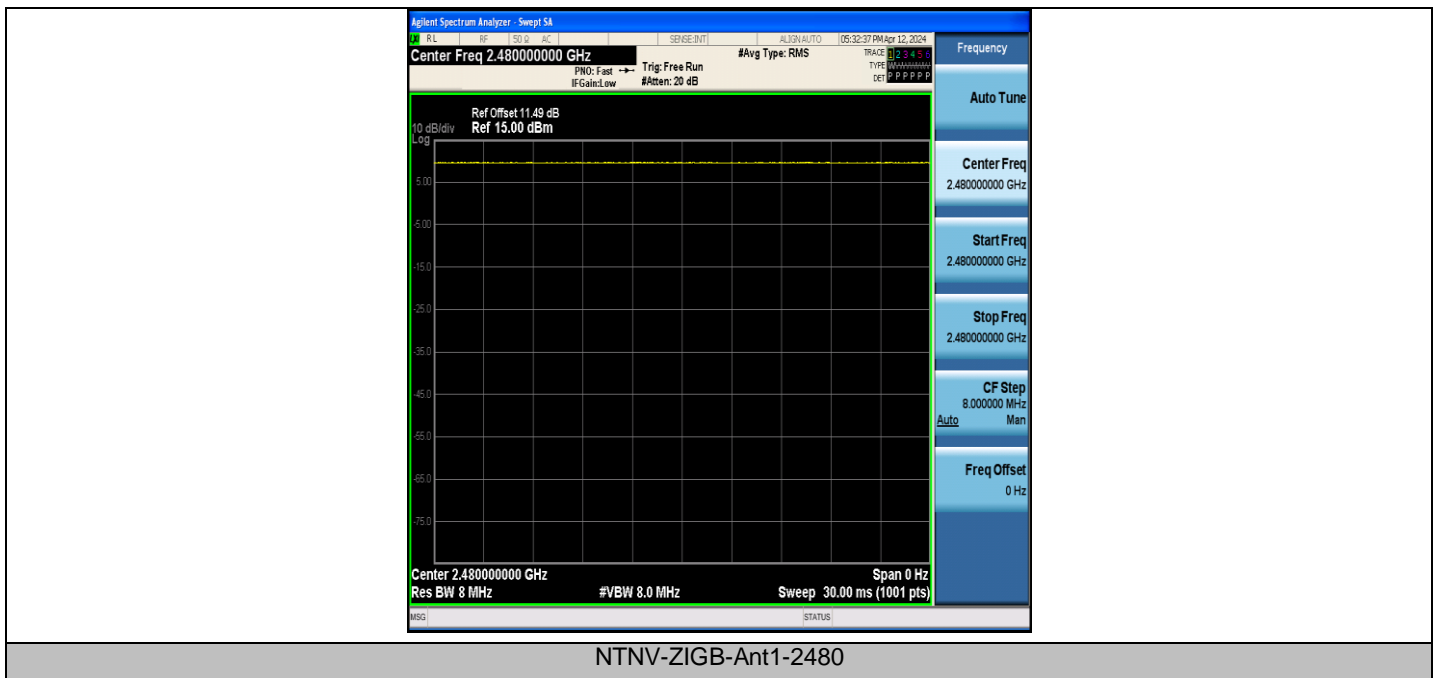 Agilent Spectrum Analyzer - Swept SA
RL RF 50 Ω AC SENSE:INT ALIGNAUTO 05:32:37 PM Apr 12, 2024
Center Freq 2.480000000 GHz
PNO: Fast
IFGain:Low
Trig: Free Run
#Atten: 20 dB
#Avg Type: RMS
TRACE 1 2 3 4 5 6
TYPE
DET P P P P P P
Ref Offset 11.49 dB
10 dB/div Ref 15.00 dBm
Log
5.00
-5.00
-15.0
-25.0
-35.0
-45.0
-55.0
-65.0
-75.0
Center 2.480000000 GHz Span 0 Hz
Res BW 8 MHz #VBW 8.0 MHz Sweep 30.00 ms (1001 pts)
MSG STATUS
Frequency
Auto Tune
Center Freq
2.480000000 GHz
Start Freq
2.480000000 GHz
Stop Freq
2.480000000 GHz
CF Step
8.000000 MHz
Auto Man
Freq Offset
0 Hz
NTNV-ZIGB-Ant1-2480